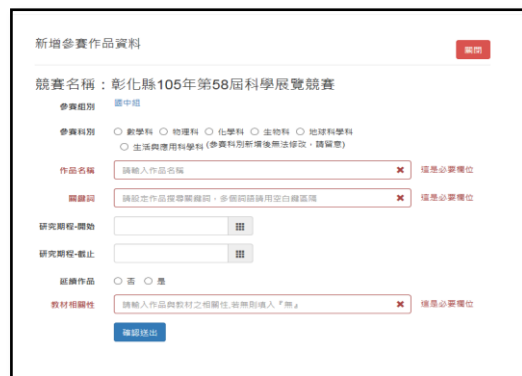 新增參賽作品資料
關閉
競賽名稱：彰化縣105年第58屆科學展覽競賽
參賽組別 國中組
參賽科別 數學科 物理科 化學科 生物科 地球科學科
生活與應用科學科 (參賽科別新增後無法修改，請留意)
作品名稱 請輸入作品名稱 這是必要欄位
關鍵詞 請設定作品搜尋關鍵詞，多個詞語請用空白鍵區隔 這是必要欄位
研究期程-開始
研究期程-截止
延續作品 否 是
教材相關性 請輸入作品與教材之相關性,若無則填入『無』 這是必要欄位
確認送出